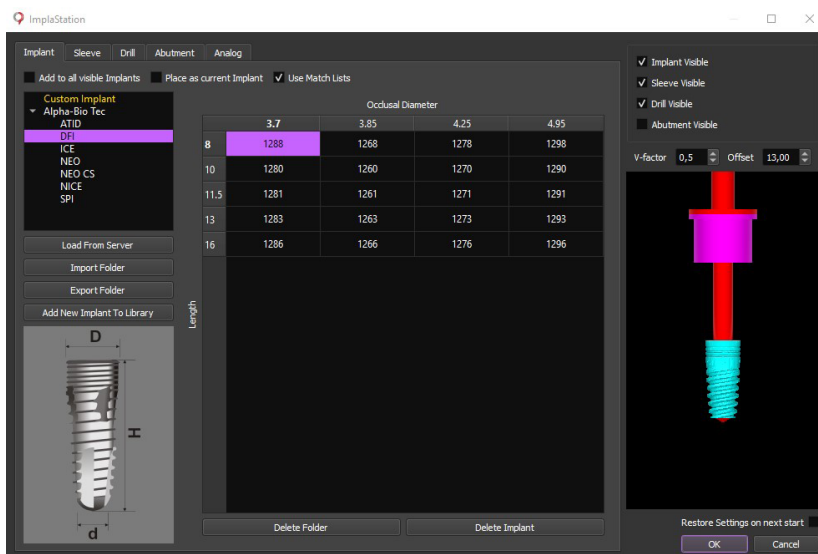 ImplaStation
Implant Sleeve Drill Abutment Analog
Add to all visible Implants Place as current Implant Use Match Lists
Custom Implant
Alpha-Bio Tec
ATID
DFI
ICE
NEO
NEO CS
NICE
SPI
Load From Server
Import Folder
Export Folder
Add New Implant To Library
D
H
d
Occlusal Diameter
3.7 3.85 4.25 4.95
8 1288 1268 1278 1298
10 1280 1260 1270 1290
11.5 1281 1261 1271 1291
13 1283 1263 1273 1293
16 1286 1266 1276 1296
Length
Delete Folder Delete Implant
Implant Visible
Sleeve Visible
Drill Visible
Abutment Visible
V-factor 0,5 Offset 13,00
Restore Settings on next start
OK Cancel